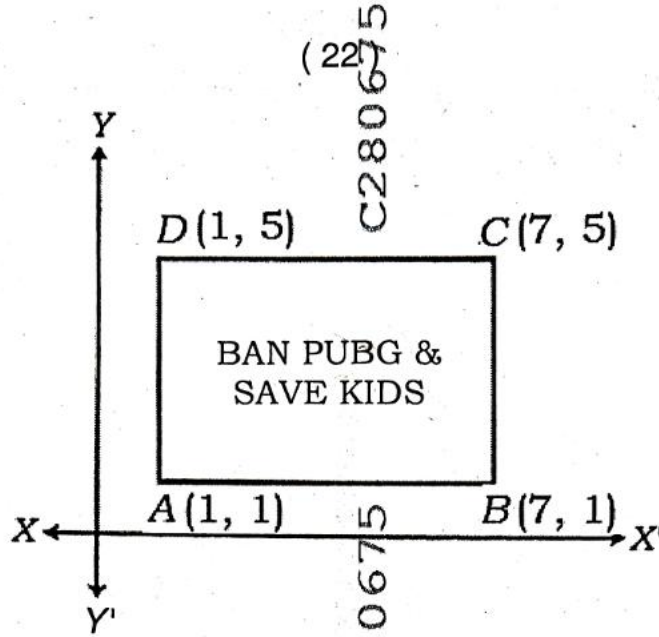 ( 22 )
C280675
Y
D(1, 5)
C(7, 5)
BAN PUBG &
SAVE KIDS
A(1, 1)
B(7, 1)
X
X'
0675
Y'